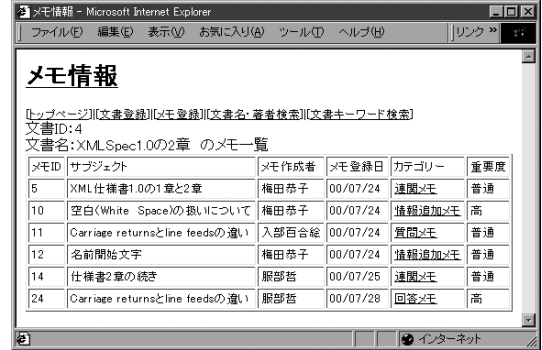 メモ情報 - Microsoft Internet Explorer
ファイル(F) 編集(E) 表示(V) お気に入り(A) ツール(T) ヘルプ(H) リンク »
メモ情報
[トップページ][文書登録][メモ登録][文書名・著者検索][文書キーワード検索]
文書ID:4
文書名:XMLSpec1.0の2章 のメモ一覧
メモID サブジェクト メモ作成者 メモ登録日 カテゴリー 重要度
5 XML仕様書1.0の1章と2章 梅田恭子 00/07/24 連関メモ 普通
10 空白(White Space)の扱いについて 梅田恭子 00/07/24 情報追加メモ 高
11 Carriage returnsとline feedsの違い 入部百合絵 00/07/24 質問メモ 普通
12 名前開始文字 梅田恭子 00/07/24 情報追加メモ 普通
14 仕様書2章の続き 服部哲 00/07/25 連関メモ 普通
24 Carriage returnsとline feedsの違い 服部哲 00/07/28 回答メモ 高
インターネット